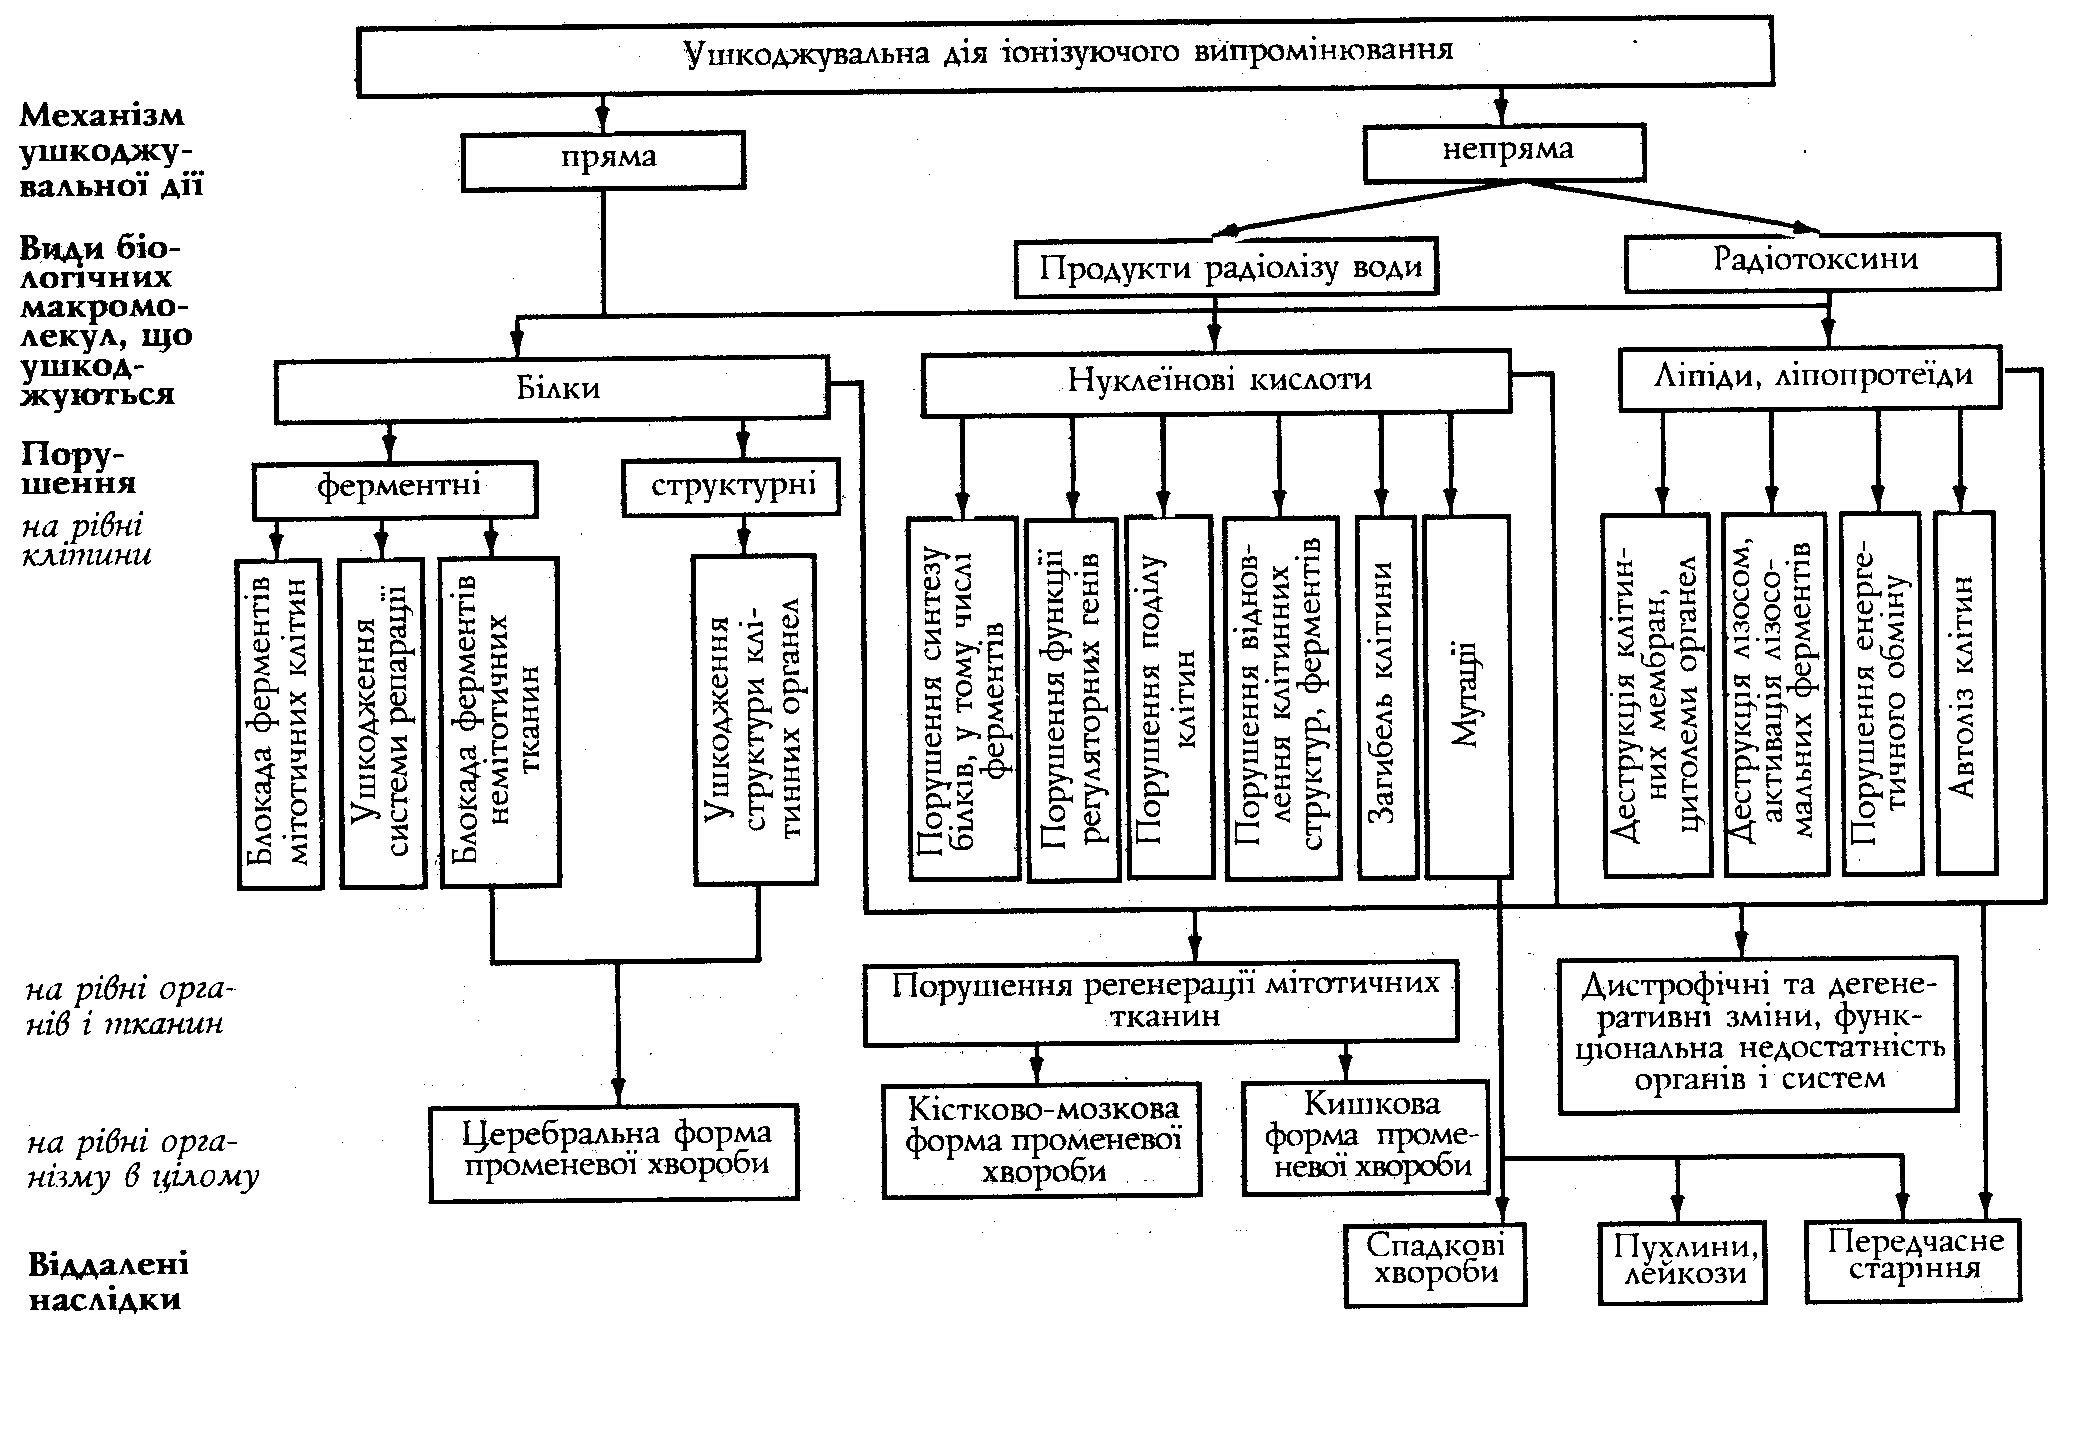 Ушкоджувальна дія іонізуючого випромінювання
Механізм
ушкоджу-
вальної дії
пряма
непряма
Види біо-
логічних
макромо-
лекул, що
ушкод-
жуються
Продукти радіолізу води
Радіотоксини
Білки
Нуклеїнові кислоти
Ліпіди, ліпопротеїди
Пору-
шення
на рівні
клітини
ферментні
структурні
Блокада ферментів
мітотичних клітин
Ушкодження
системи репарації
Блокада ферментів
немітотичних
тканин
Ушкодження
структури клі-
тинних органел
Порушення синтезу
білків, у тому числі
ферментів
Порушення функції
регуляторних генів
Порушення поділу
клітин
Порушення віднов-
лення клітинних
структур, ферментів
Загибель клітини
Мутації
Деструкція клітин-
них мембран,
цитолеми органел
Деструкція лізосом,
активація лізосо-
мальних ферментів
Порушення енерге-
тичного обміну
Автоліз клітин
на рівні орга-
нів і тканин
Порушення регенерації мітотичних
тканин
Дистрофічні та дегене-
ративні зміни, функ-
ціональна недостатність
органів і систем
на рівні орга-
нізму в цілому
Церебральна форма
променевої хвороби
Кістково-мозкова
форма променевої
хвороби
Кишкова
форма проме-
невої хвороби
Віддалені
наслідки
Спадкові
хвороби
Пухлини,
лейкози
Передчасне
старіння